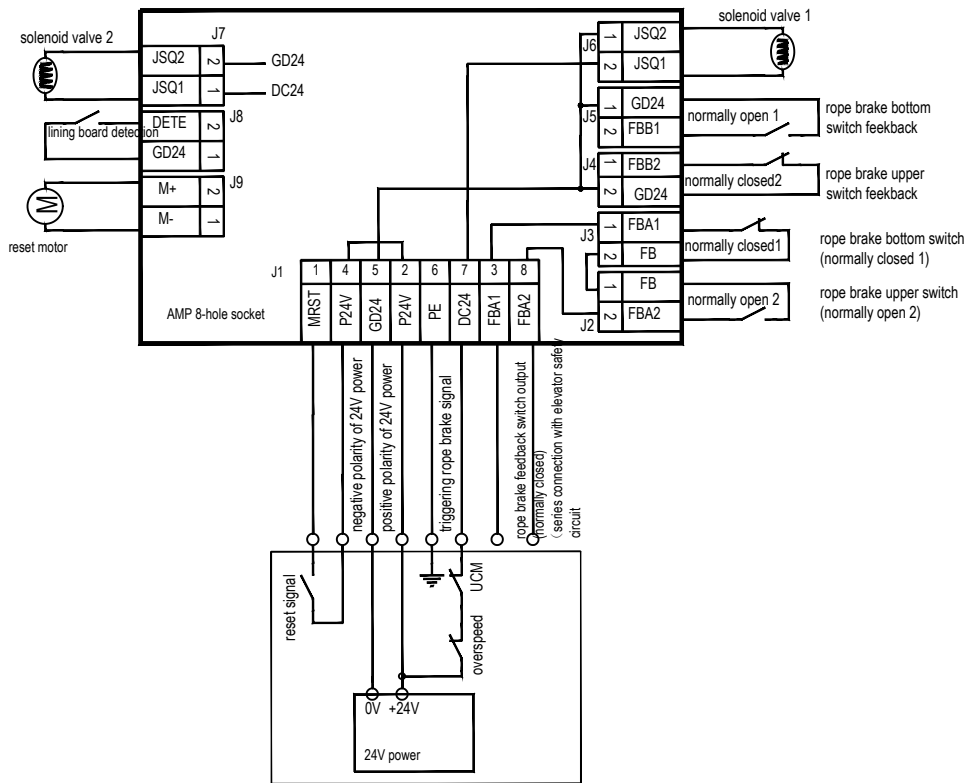 solenoid valve 2
J7
JSQ2
2
GD24
JSQ1
1
DC24
J8
DETE
2
lining board detection
GD24
1
J9
M+
2
M
M-
1
reset motor
solenoid valve 1
J6
1
JSQ2
2
JSQ1
J5
1
GD24
2
FBB1
normally open 1
rope brake bottom
switch feekback
J4
1
FBB2
2
GD24
normally closed2
rope brake upper
switch feekback
J3
1
FBA1
2
FB
normally closed1
rope brake bottom switch
(normally closed 1)
J2
1
FB
2
FBA2
normally open 2
rope brake upper switch
(normally open 2)
J1
1 4 5 2 6 7 3 8
AMP 8-hole socket
MRST
P24V
GD24
P24V
PE
DC24
FBA1
FBA2
negative polarity of 24V power
positive polarity of 24V power
triggering rope brake signal
rope brake feedback switch output
(normally closed)
(series connection with elevator safety
circuit
reset signal
UCM
overspeed
0V +24V
24V power